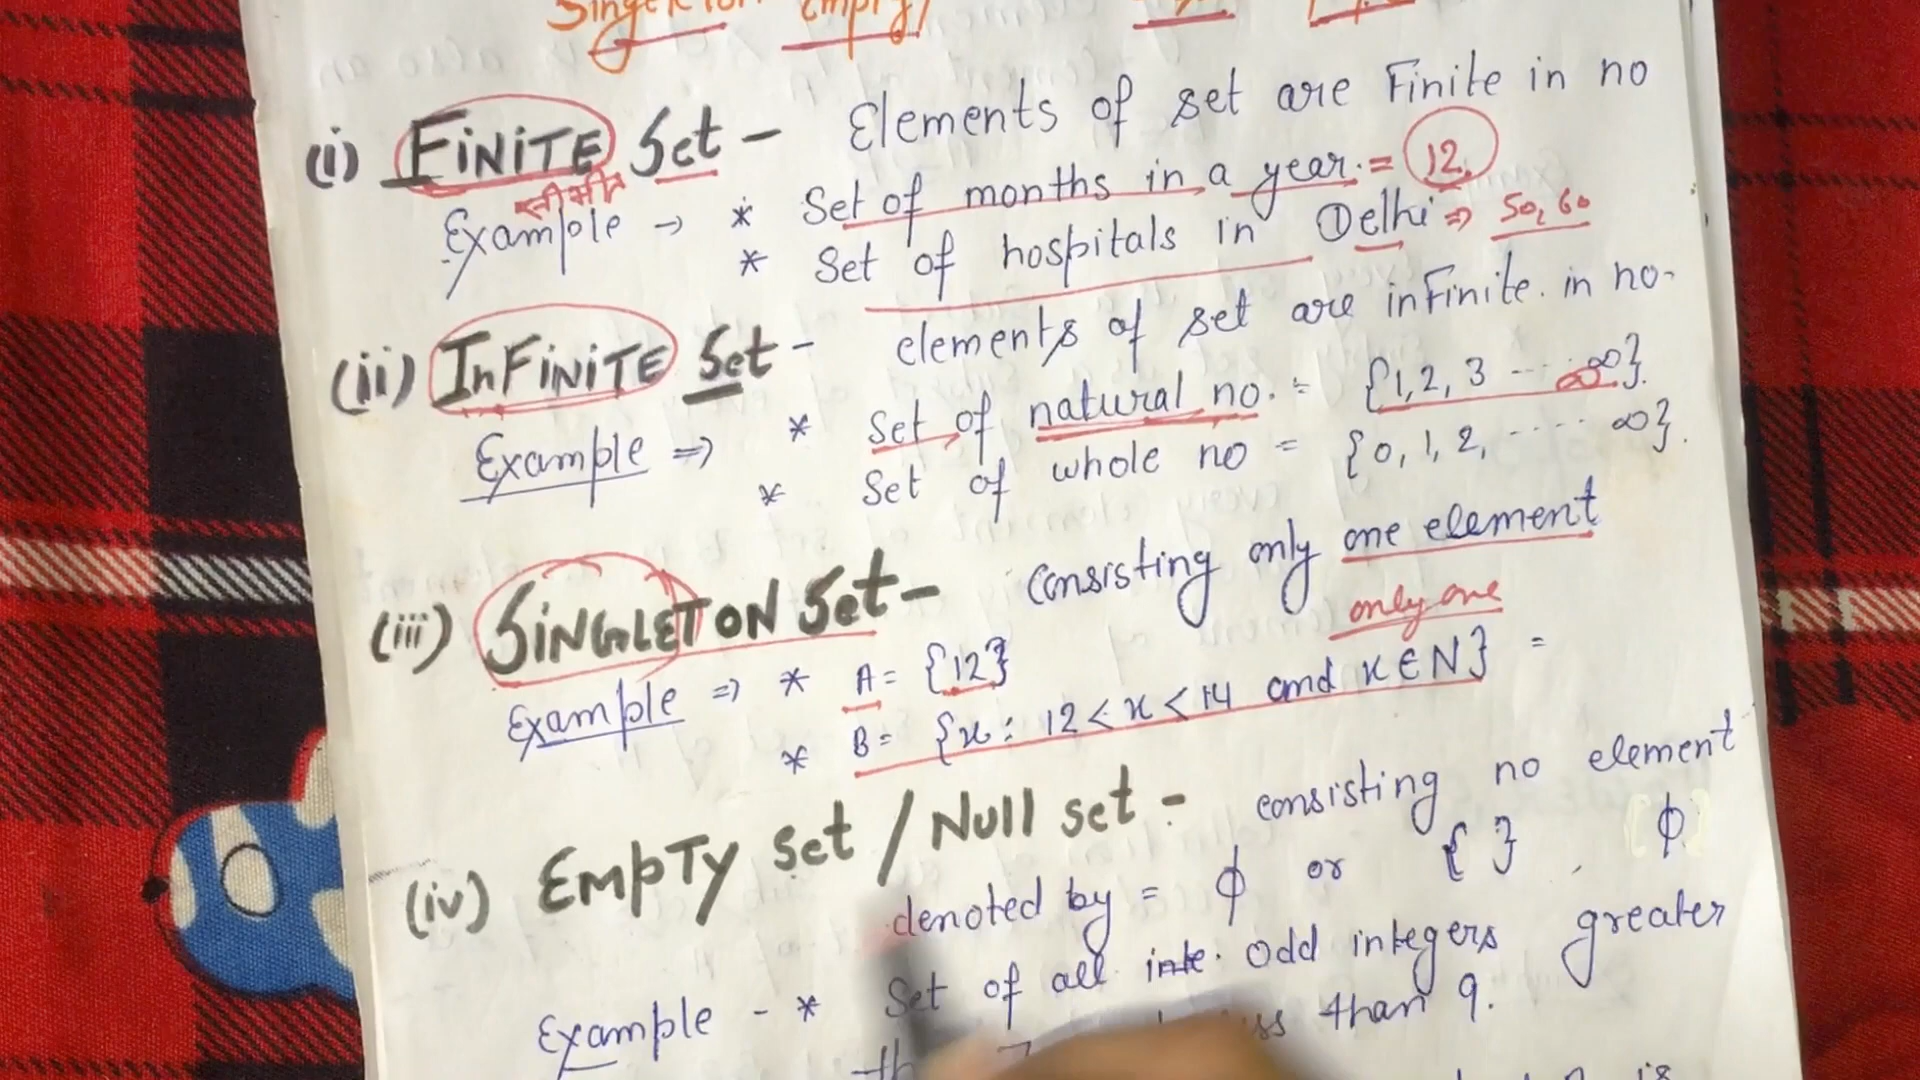 Singleton Empty
(i) FiNiTE Set - Elements of set are Finite in no
Example → * Set of months in a year. = 12.
* Set of hospitals in Delhi ⇒ 50, 60
(ii) InFiNiTE Set - elements of set are infinite. in no.
Example ⇒ * Set of natural no. = {1, 2, 3 --- ∞}.
* Set of whole no = {0, 1, 2, ----- ∞}.
(iii) SiNGLETON Set - Consisting only one element
only one
Example ⇒ * A = {12}
* B = {x : 12 < x < 14 and x ∈ N} =
(iv) EmpTy set / Null set - consisting no element
denoted by = ϕ or { } ϕ
Example - * Set of all odd integers greater
than 9.